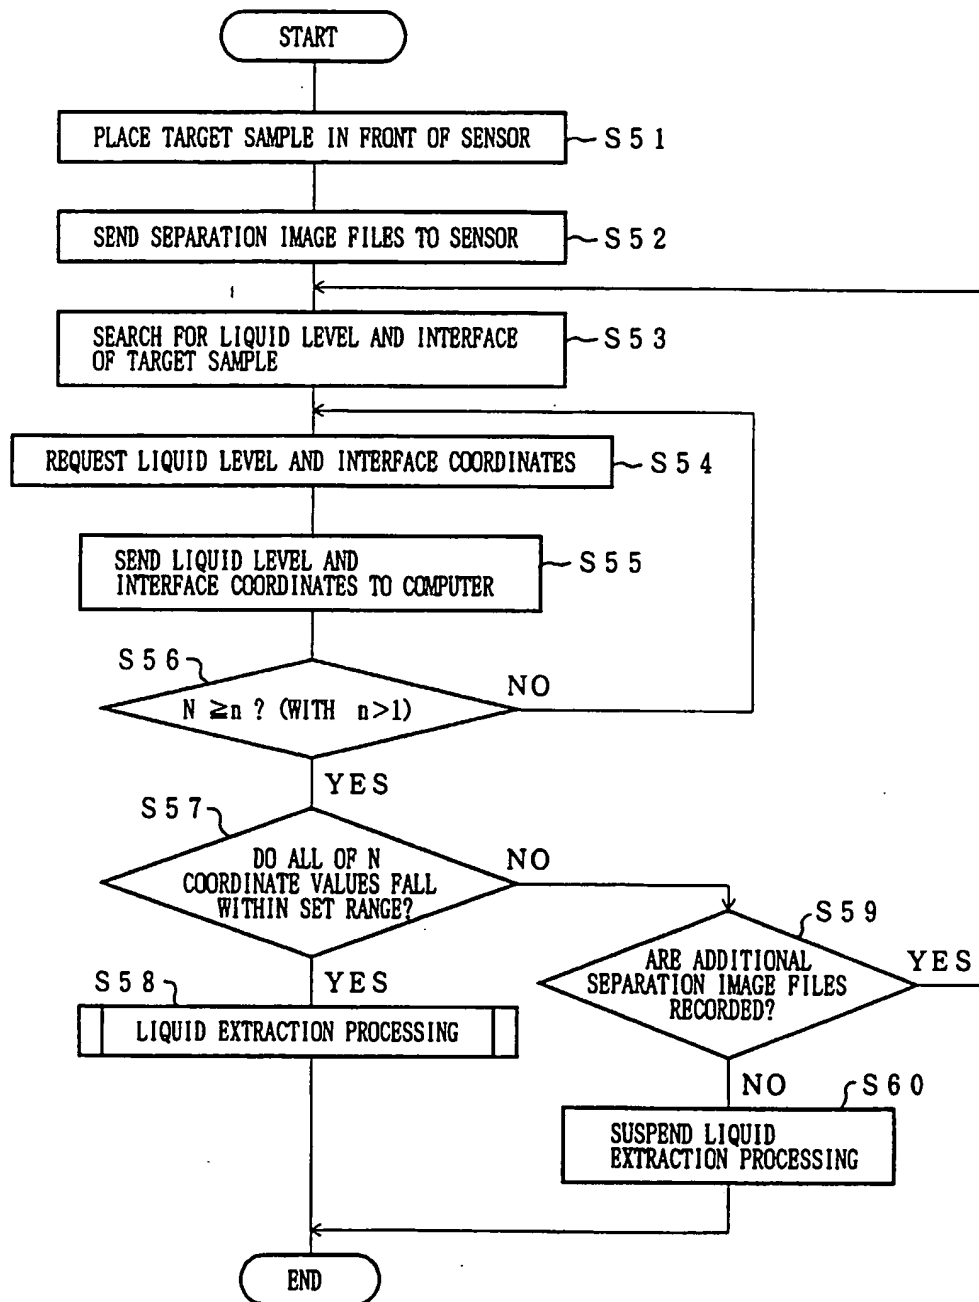 START
PLACE TARGET SAMPLE IN FRONT OF SENSOR
S51
SEND SEPARATION IMAGE FILES TO SENSOR
S52
SEARCH FOR LIQUID LEVEL AND INTERFACE
OF TARGET SAMPLE
S53
REQUEST LIQUID LEVEL AND INTERFACE COORDINATES
S54
SEND LIQUID LEVEL AND
INTERFACE COORDINATES TO COMPUTER
S55
S56
N ≧n ? (WITH n>1)
NO
YES
S57
DO ALL OF N
COORDINATE VALUES FALL
WITHIN SET RANGE?
NO
YES
S59
ARE ADDITIONAL
SEPARATION IMAGE FILES
RECORDED?
YES
S58
LIQUID EXTRACTION PROCESSING
NO
S60
SUSPEND LIQUID
EXTRACTION PROCESSING
END